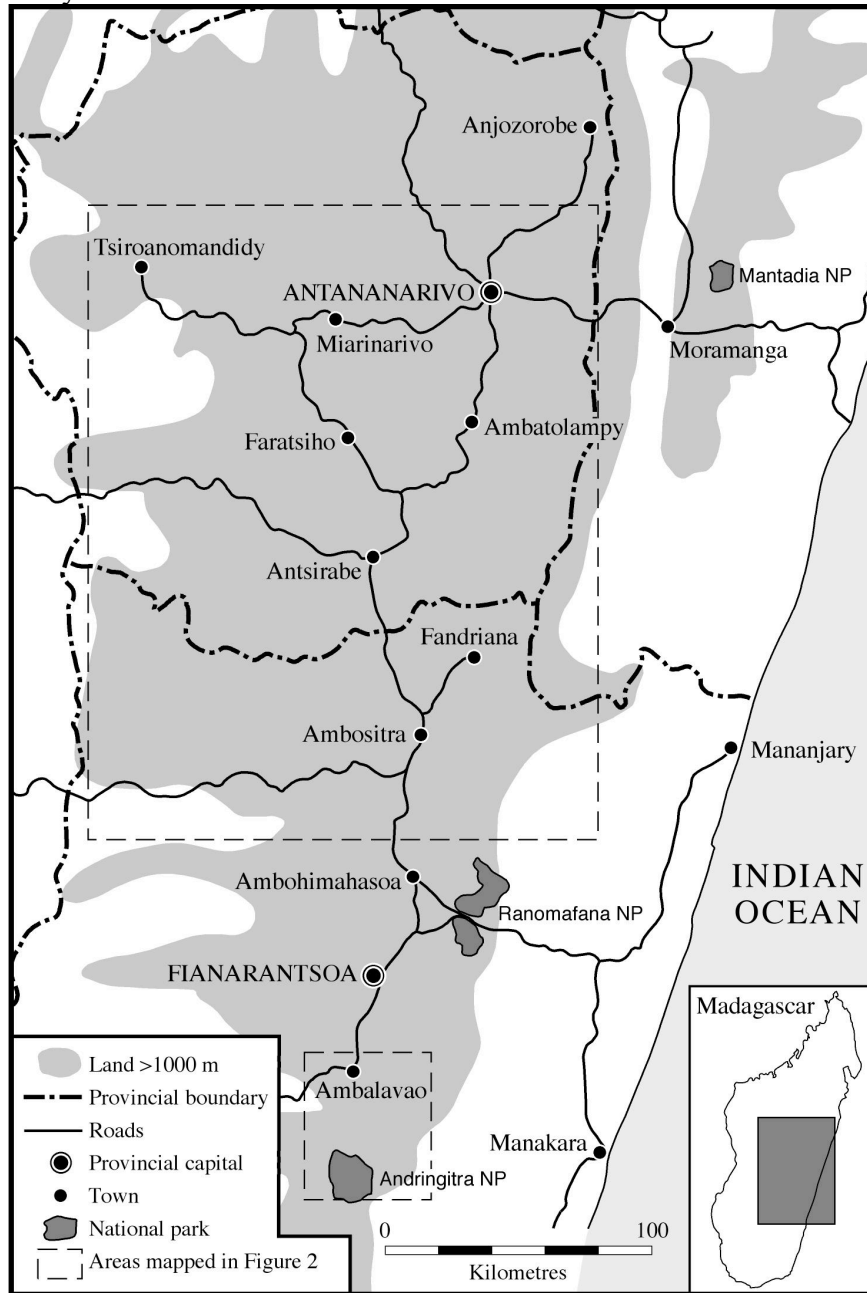 Anjozorobe
Tsiroanomandidy
Mantadia NP
ANTANANARIVO
Miarinarivo
Moramanga
Faratsiho
Ambatolampy
Antsirabe
Fandriana
Ambositra
Mananjary
Ambohimahasoa
INDIAN
OCEAN
Ranomafana NP
FIANARANTSOA
Madagascar
Land >1000 m
Provincial boundary
Roads
Provincial capital
Town
National park
Areas mapped in Figure 2
Ambalavao
Manakara
Andringitra NP
0 100
Kilometres